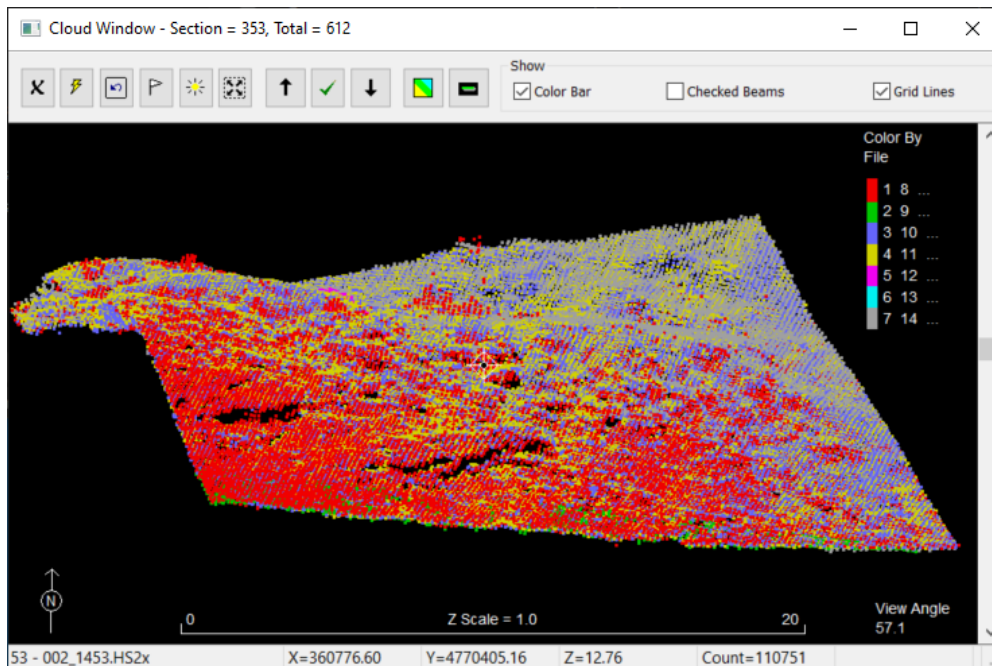 Cloud Window - Section = 353, Total = 612
Show
Color Bar
Checked Beams
Grid Lines
Color By
File
1 8 ...
2 9 ...
3 10 ...
4 11 ...
5 12 ...
6 13 ...
7 14 ...
N
0 Z Scale = 1.0 20
View Angle
57.1
53 - 002_1453.HS2x X=360776.60 Y=4770405.16 Z=12.76 Count=110751